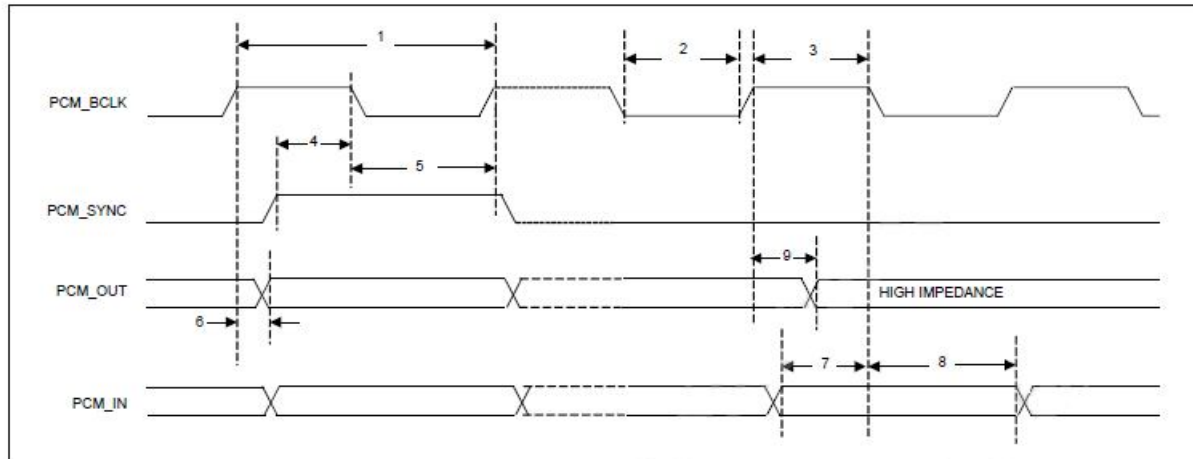 1
2
3
PCM_BCLK
4
5
PCM_SYNC
9
PCM_OUT
HIGH IMPEDANCE
6
7
8
PCM_IN